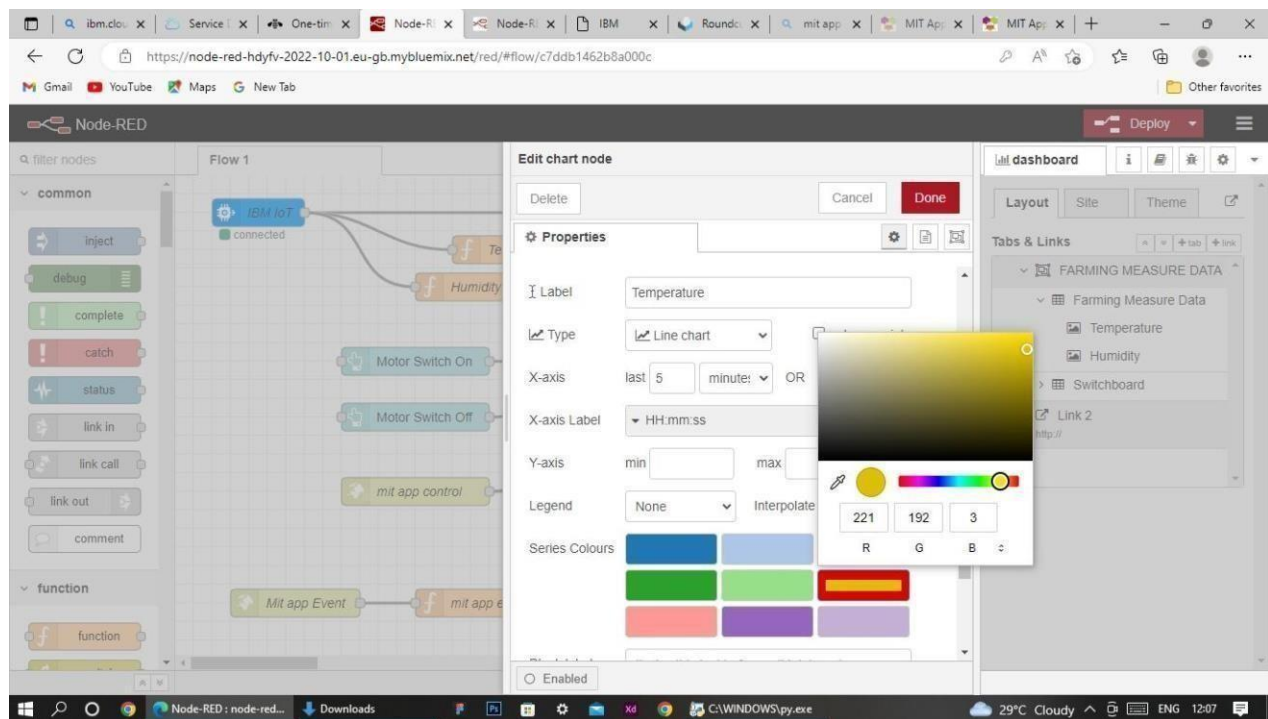 ibm.clou
Service
One-tim
Node-R
Node-R
IBM
Roundc
mit app
MIT App
MIT App
https://node-red-hdyfv-2022-10-01.eu-gb.mybluemix.net/red/#flow/c7ddb1462b8a000c
Gmail YouTube Maps New Tab Other favorites
Node-RED Deploy
filter nodes
Flow 1
Edit chart node
dashboard
common
Delete Cancel Done
Layout Site Theme
IBM IoT
connected
Properties
inject
Te
Tabs & Links
tab
link
debug
Humidity
Label Temperature
FARMING MEASURE DATA
complete
Farming Measure Data
Type Line chart
Temperature
catch
Motor Switch On
Humidity
X-axis last 5 minutes OR
status
Switchboard
link in
Motor Switch Off
X-axis Label HH:mm:ss
Link 2
http://
link call
Y-axis min max
link out
mit app control
Legend None Interpolate
221 192 3
comment
R G B
Series Colours
function
Mit app Event
mit app e
function
Enabled
Node-RED : node-red... Downloads C:\WINDOWS\py.exe 29°C Cloudy ENG 12:07